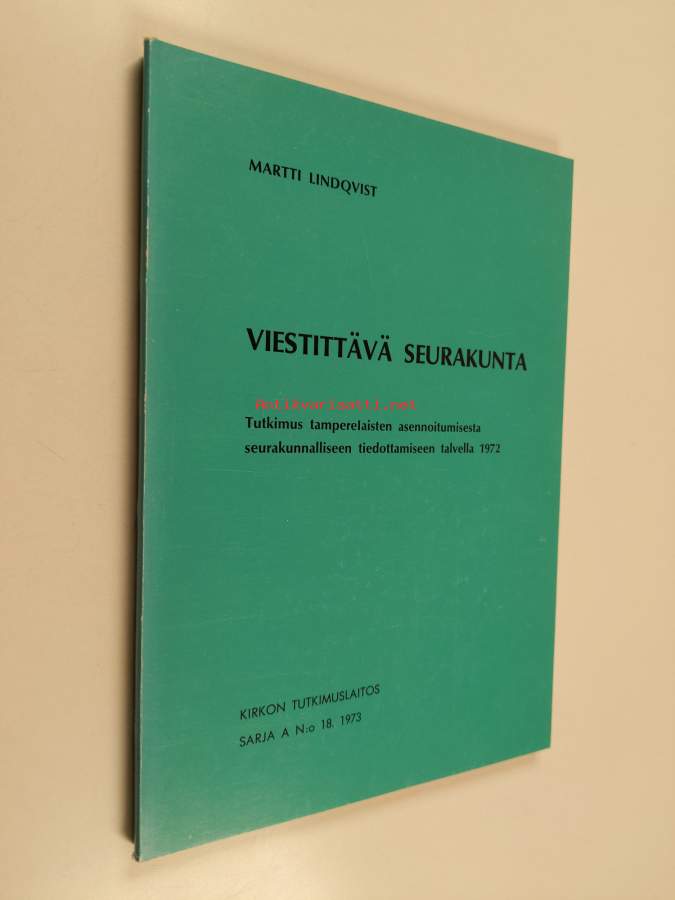 MARTTI LINDQVIST
VIESTITTÄVÄ SEURAKUNTA
Antikvariaatti.net
Tutkimus tamperelaisten asennoitumisesta
seurakunnalliseen tiedottamiseen talvella 1972
KIRKON TUTKIMUSLAITOS
SARJA A N:o 18. 1973